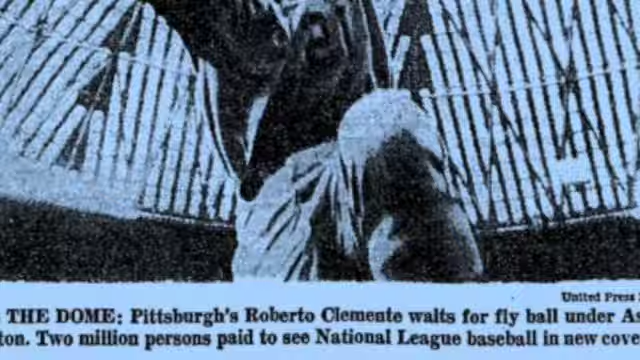 United Press
THE DOME: Pittsburgh's Roberto Clemente waits for fly ball under As
ton. Two million persons paid to see National League baseball in new cove